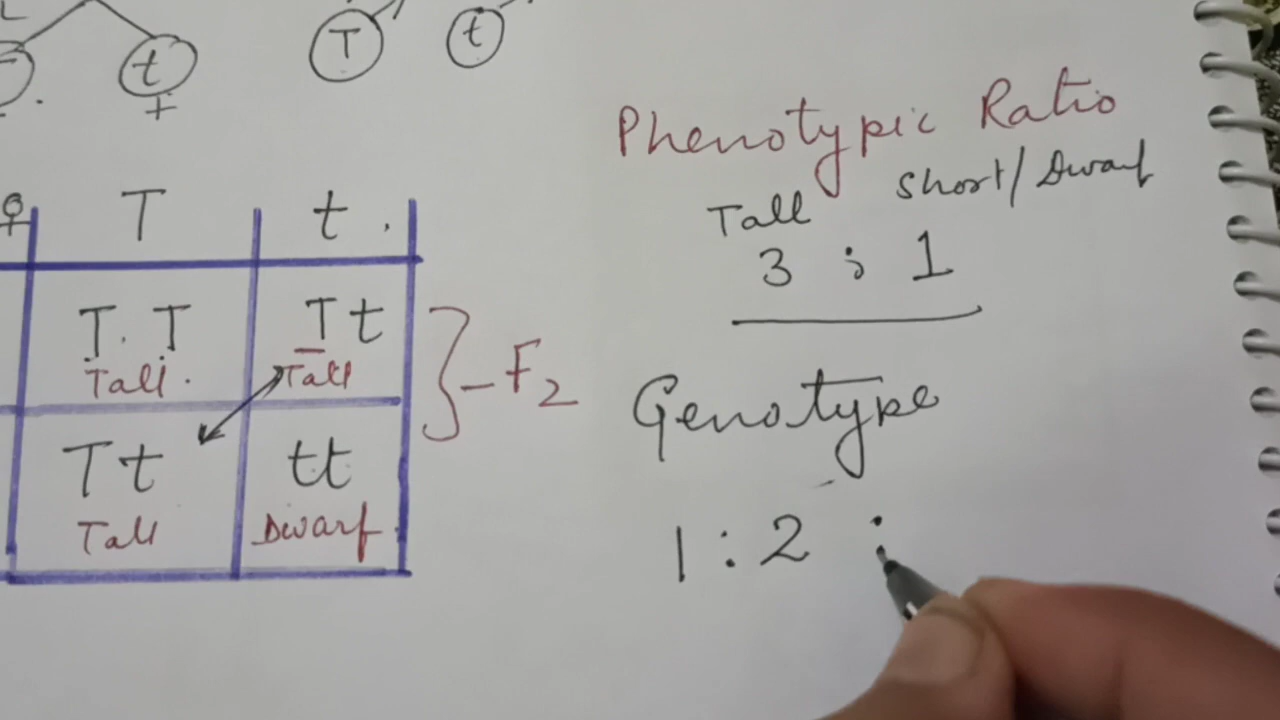 t T t
♀ T t .
T. T Tt
Tall. Tall
} - F2
Tt tt
Tall Dwarf
Phenotypic Ratio
Tall Short/Dwarf
3 : 1
Genotype
1 : 2 :